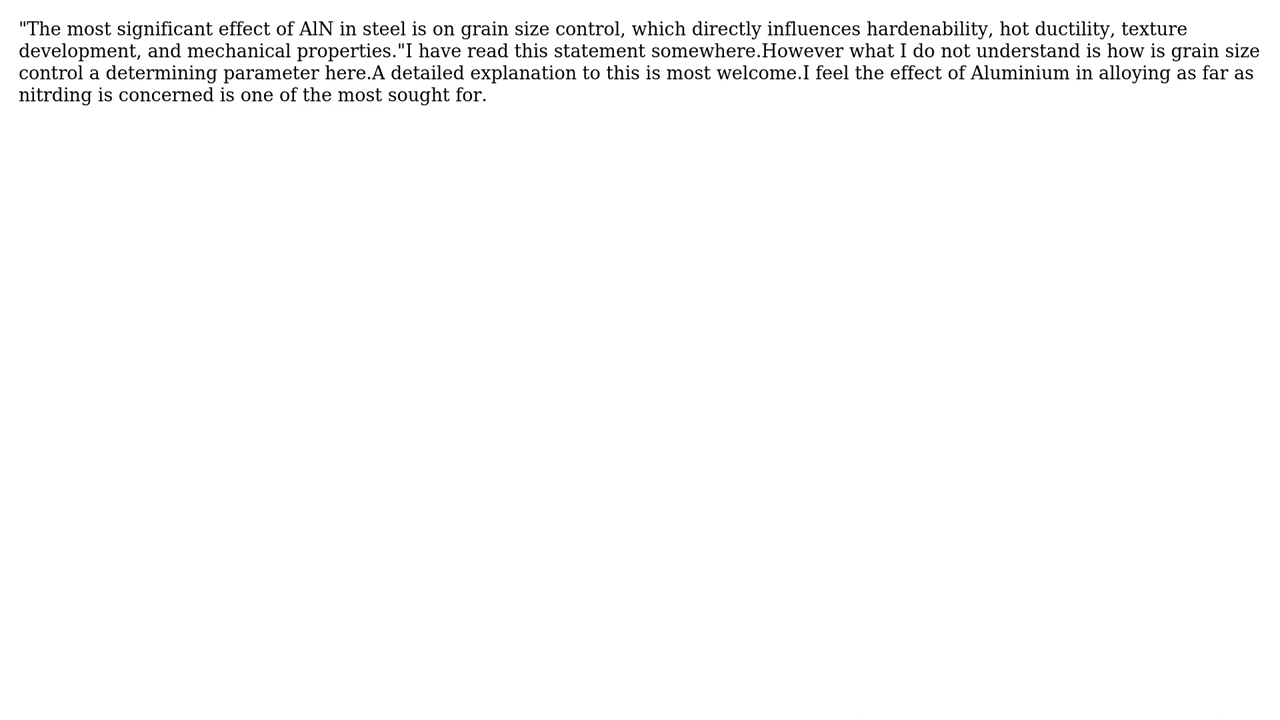 "The most significant effect of AlN in steel is on grain size control, which directly influences hardenability, hot ductility, texture
development, and mechanical properties."I have read this statement somewhere.However what I do not understand is how is grain size
control a determining parameter here.A detailed explanation to this is most welcome.I feel the effect of Aluminium in alloying as far as
nitrding is concerned is one of the most sought for.